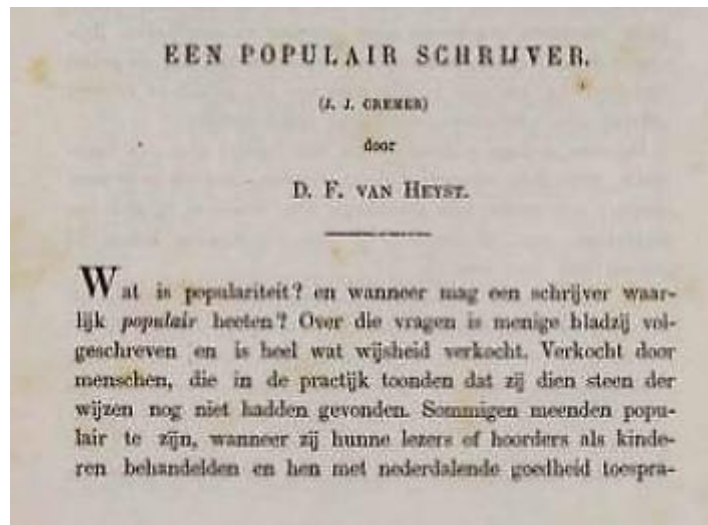 EEN POPULAIR SCHRIJVER.
(J. J. CREMER)
door
D. F. VAN HEYST.
Wat is populariteit? en wanneer mag een schrijver waar-
lijk populair heeten? Over die vragen is menige bladzij vol-
geschreven en is heel wat wijsheid verkocht. Verkocht door
menschen, die in de practijk toonden dat zij dien steen der
wijzen nog niet hadden gevonden. Sommigen meenden popu-
lair te zijn, wanneer zij hunne lezers of hoorders als kinde-
ren behandelden en hen met nederdalende goedheid toespra-